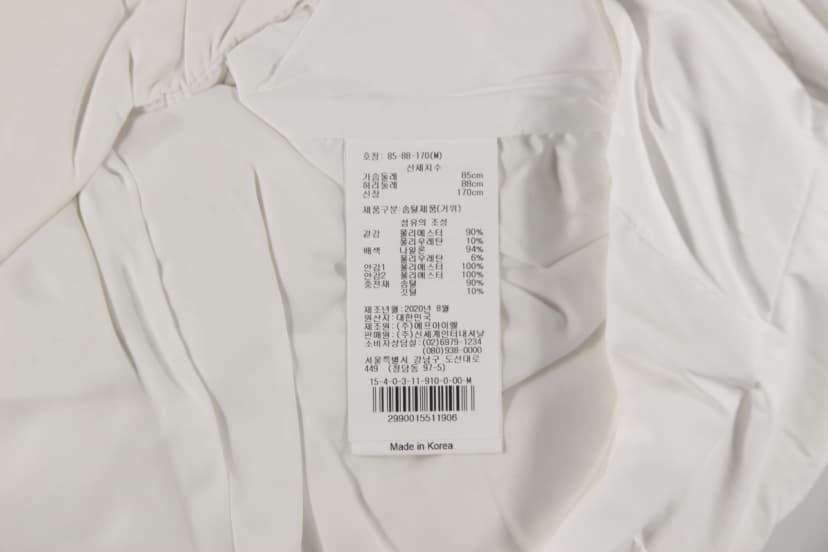 호칭: 85-88-170(M)
신체치수
가슴둘레 85cm
허리둘레 88cm
신장 170cm
제품구분:솜털제품(거위)
섬유의 조성
겉감 폴리에스터 90%
폴리우레탄 10%
배색 나일론 94%
폴리우레탄 6%
안감1 폴리에스터 100%
안감2 폴리에스터 100%
충전재 솜털 90%
깃털 10%
제조년월:2020년 8월
원산지:대한민국
제조원:(주)에프아이엘
판매원:(주)신세계인터내셔날
소비자상담실:(02)6979-1234
(080)938-0000
서울특별시 강남구 도산대로
449 (청담동 97-5)
15-4-0-3-11-910-0-00-M
2990015511906
Made in Korea